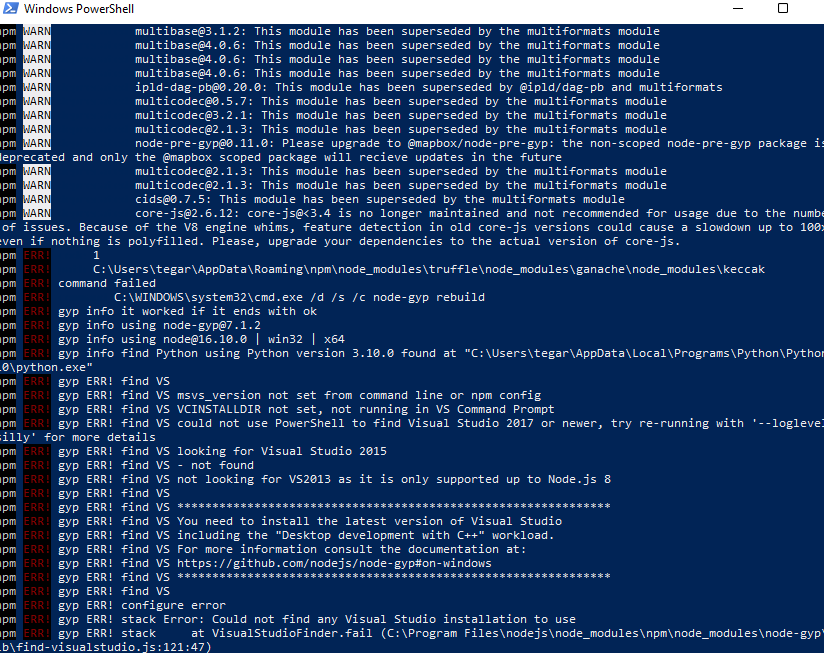 Windows PowerShell
npm WARN multibase@3.1.2: This module has been superseded by the multiformats module
npm WARN multibase@4.0.6: This module has been superseded by the multiformats module
npm WARN multibase@4.0.6: This module has been superseded by the multiformats module
npm WARN multibase@4.0.6: This module has been superseded by the multiformats module
npm WARN ipld-dag-pb@0.20.0: This module has been superseded by @ipld/dag-pb and multiformats
npm WARN multicodec@0.5.7: This module has been superseded by the multiformats module
npm WARN multicodec@3.2.1: This module has been superseded by the multiformats module
npm WARN multicodec@2.1.3: This module has been superseded by the multiformats module
npm WARN node-pre-gyp@0.11.0: Please upgrade to @mapbox/node-pre-gyp: the non-scoped node-pre-gyp package is
deprecated and only the @mapbox scoped package will recieve updates in the future
npm WARN multicodec@2.1.3: This module has been superseded by the multiformats module
npm WARN multicodec@2.1.3: This module has been superseded by the multiformats module
npm WARN cids@0.7.5: This module has been superseded by the multiformats module
npm WARN core-js@2.6.12: core-js@<3.4 is no longer maintained and not recommended for usage due to the numbe
of issues. Because of the V8 engine whims, feature detection in old core-js versions could cause a slowdown up to 100x
even if nothing is polyfilled. Please, upgrade your dependencies to the actual version of core-js.
npm ERR! 1
npm ERR! C:\Users\tegar\AppData\Roaming\npm\node_modules\truffle\node_modules\ganache\node_modules\keccak
npm ERR! command failed
npm ERR! C:\WINDOWS\system32\cmd.exe /d /s /c node-gyp rebuild
npm ERR! gyp info it worked if it ends with ok
npm ERR! gyp info using node-gyp@7.1.2
npm ERR! gyp info using node@16.10.0 | win32 | x64
npm ERR! gyp info find Python using Python version 3.10.0 found at "C:\Users\tegar\AppData\Local\Programs\Python\Python
10\python.exe"
npm ERR! gyp ERR! find VS
npm ERR! gyp ERR! find VS msvs_version not set from command line or npm config
npm ERR! gyp ERR! find VS VCINSTALLDIR not set, not running in VS Command Prompt
npm ERR! gyp ERR! find VS could not use PowerShell to find Visual Studio 2017 or newer, try re-running with '--loglevel
silly' for more details
npm ERR! gyp ERR! find VS looking for Visual Studio 2015
npm ERR! gyp ERR! find VS - not found
npm ERR! gyp ERR! find VS not looking for VS2013 as it is only supported up to Node.js 8
npm ERR! gyp ERR! find VS
npm ERR! gyp ERR! find VS **************************************************************
npm ERR! gyp ERR! find VS You need to install the latest version of Visual Studio
npm ERR! gyp ERR! find VS including the "Desktop development with C++" workload.
npm ERR! gyp ERR! find VS For more information consult the documentation at:
npm ERR! gyp ERR! find VS https://github.com/nodejs/node-gyp#on-windows
npm ERR! gyp ERR! find VS **************************************************************
npm ERR! gyp ERR! find VS
npm ERR! gyp ERR! configure error
npm ERR! gyp ERR! stack Error: Could not find any Visual Studio installation to use
npm ERR! gyp ERR! stack at VisualStudioFinder.fail (C:\Program Files\nodejs\node_modules\npm\node_modules\node-gyp\
ib\find-visualstudio.js:121:47)